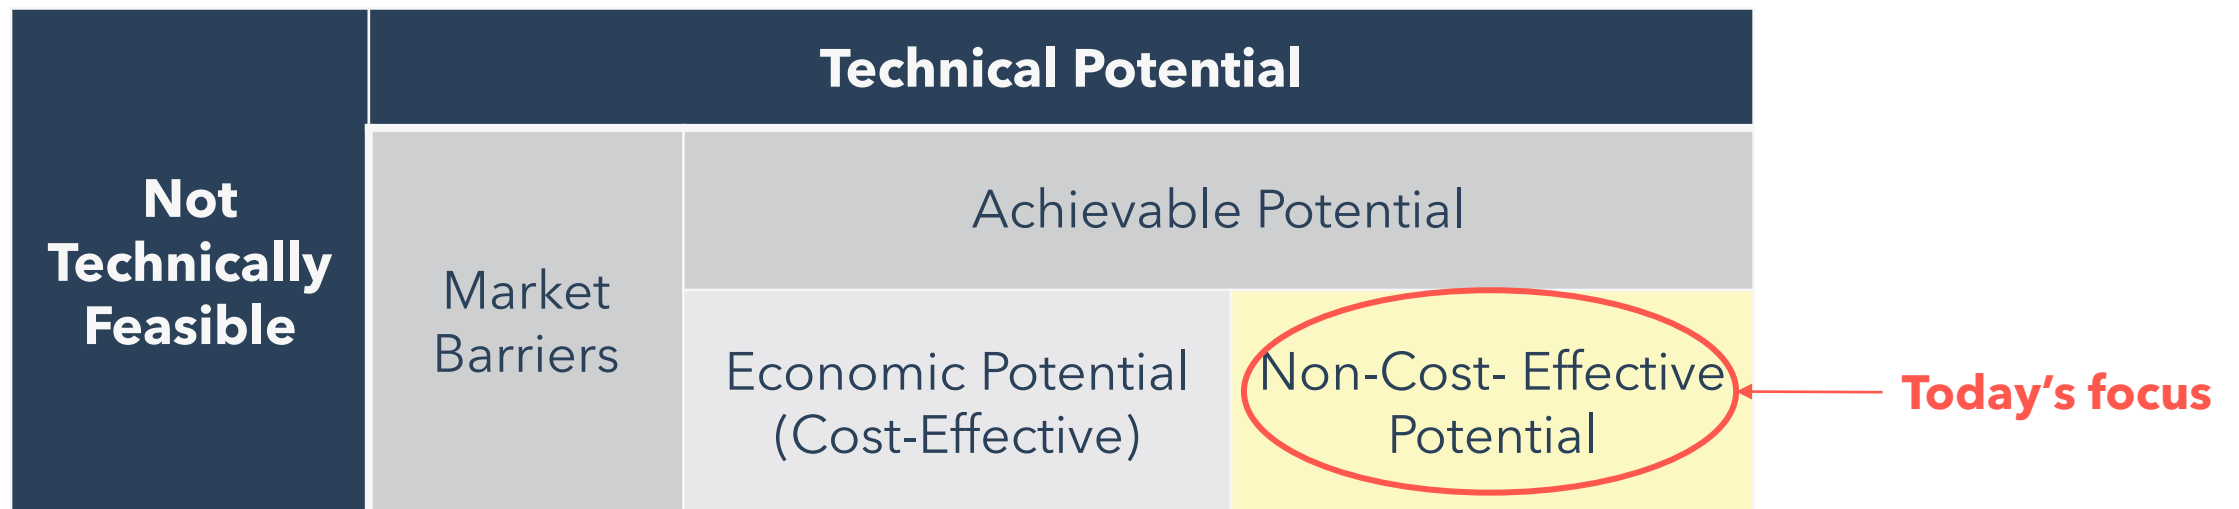 Technical Potential
Not
Technically
Feasible
Market
Barriers
Achievable Potential
Economic Potential
(Cost-Effective)
Non-Cost- Effective
Potential
Today’s focus